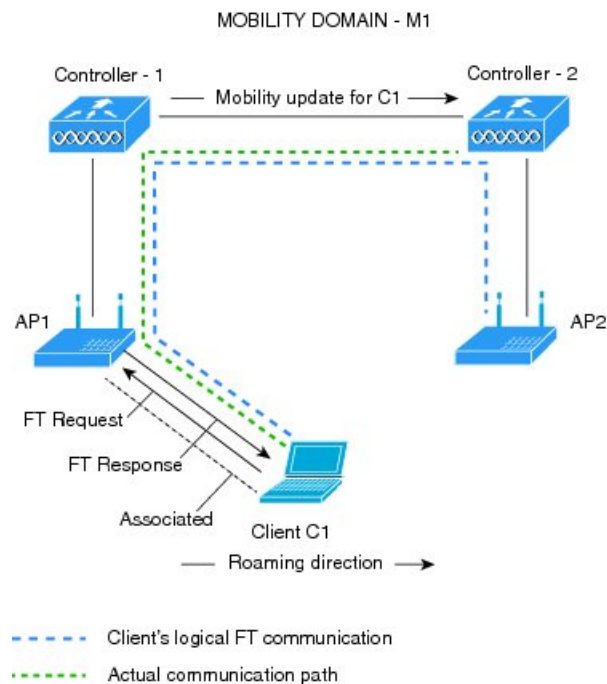 MOBILITY DOMAIN - M1
Controller - 1
Controller - 2
Mobility update for C1
AP1
AP2
FT Request
FT Response
Associated
Client C1
Roaming direction
Client's logical FT communication
Actual communication path